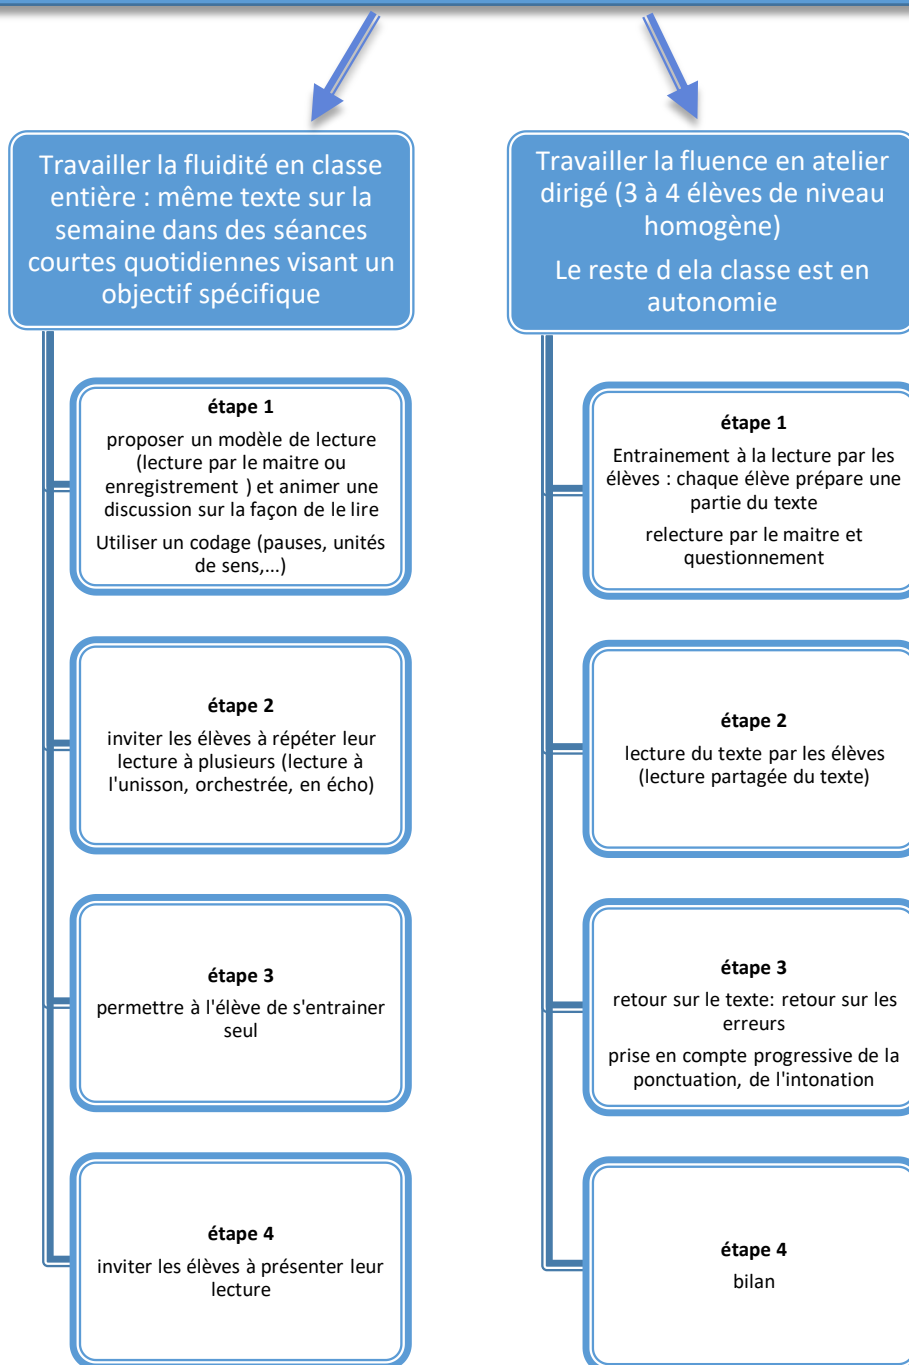 Travailler la fluidité en classe
entière : même texte sur la
semaine dans des séances
courtes quotidiennes visant un
objectif spécifique
étape 1
proposer un modèle de lecture
(lecture par le maitre ou
enregistrement ) et animer une
discussion sur la façon de le lire
Utiliser un codage (pauses, unités
de sens,...)
étape 2
inviter les élèves à répéter leur
lecture à plusieurs (lecture à
l'unisson, orchestrée, en écho)
étape 3
permettre à l'élève de s'entrainer
seul
étape 4
inviter les élèves à présenter leur
lecture
Travailler la fluence en atelier
dirigé (3 à 4 élèves de niveau
homogène)
Le reste d ela classe est en
autonomie
étape 1
Entrainement à la lecture par les
élèves : chaque élève prépare une
partie du texte
relecture par le maitre et
questionnement
étape 2
lecture du texte par les élèves
(lecture partagée du texte)
étape 3
retour sur le texte: retour sur les
erreurs
prise en compte progressive de la
ponctuation, de l'intonation
étape 4
bilan